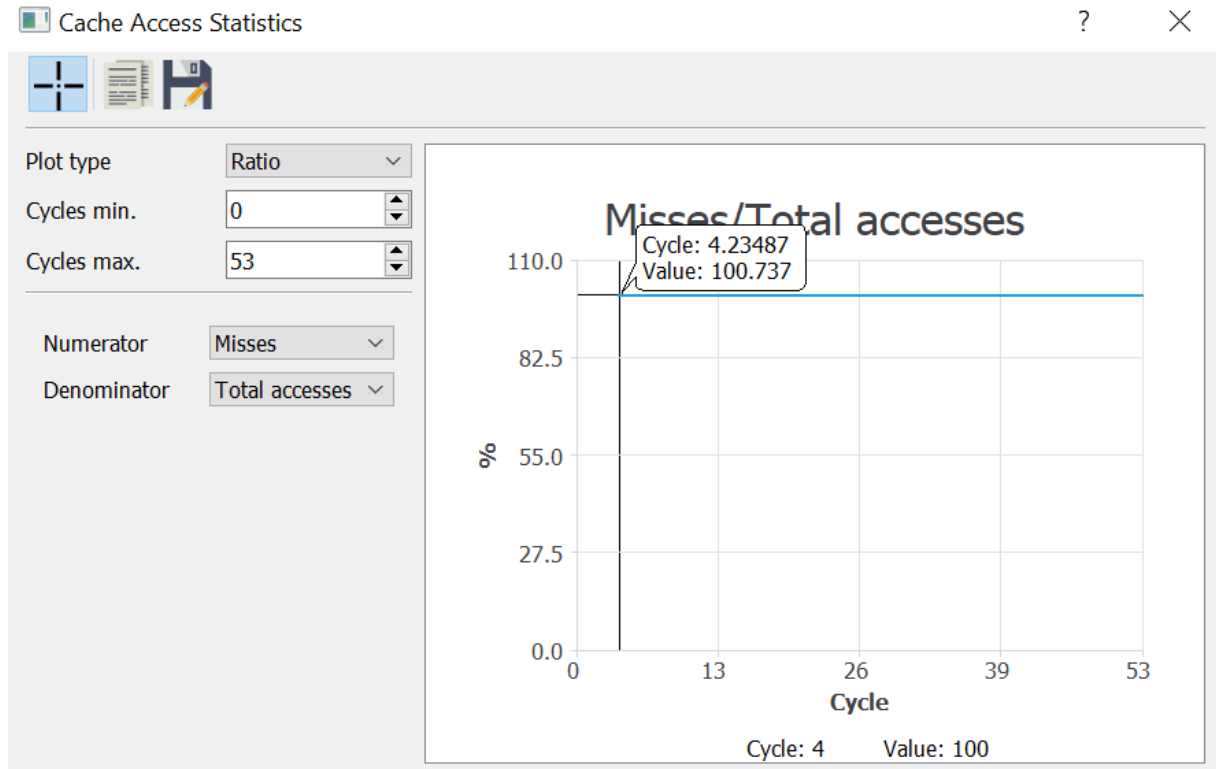 Cache Access Statistics ?
Plot type Ratio
Cycles min. 0
Cycles max. 53
Numerator Misses
Denominator Total accesses
Misses/Total accesses
Cycle: 4.23487
Value: 100.737
110.0
82.5
55.0
27.5
0.0
%
0 13 26 39 53
Cycle
Cycle: 4 Value: 100